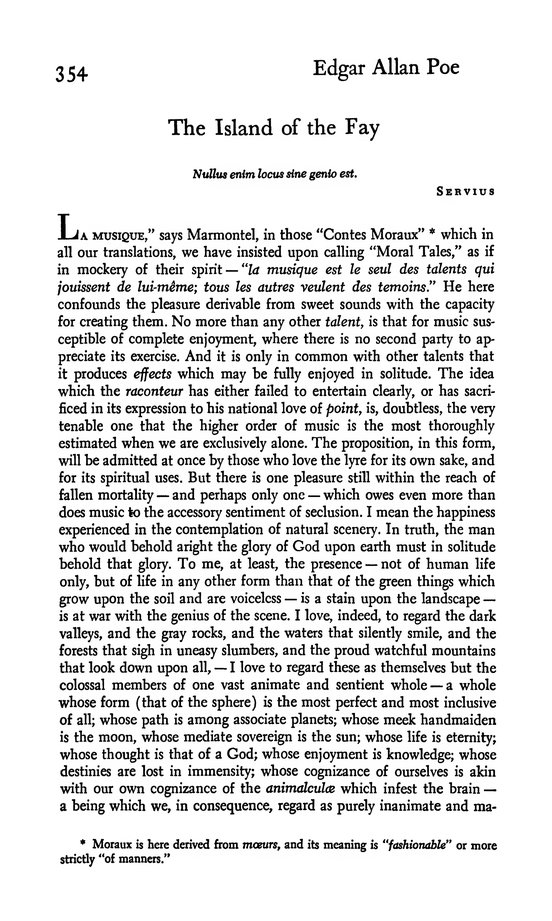 354
Edgar Allan Poe
The Island of the Fay
Nullus enim locus sine genio est.
SERVIUS
LA MUSIQUE,” says Marmontel, in those “Contes Moraux” * which in
all our translations, we have insisted upon calling “Moral Tales,” as if
in mockery of their spirit — “la musique est le seul des talents qui
jouissent de lui-même; tous les autres veulent des temoins.” He here
confounds the pleasure derivable from sweet sounds with the capacity
for creating them. No more than any other talent, is that for music sus-
ceptible of complete enjoyment, where there is no second party to ap-
preciate its exercise. And it is only in common with other talents that
it produces effects which may be fully enjoyed in solitude. The idea
which the raconteur has either failed to entertain clearly, or has sacri-
ficed in its expression to his national love of point, is, doubtless, the very
tenable one that the higher order of music is the most thoroughly
estimated when we are exclusively alone. The proposition, in this form,
will be admitted at once by those who love the lyre for its own sake, and
for its spiritual uses. But there is one pleasure still within the reach of
fallen mortality — and perhaps only one — which owes even more than
does music to the accessory sentiment of seclusion. I mean the happiness
experienced in the contemplation of natural scenery. In truth, the man
who would behold aright the glory of God upon earth must in solitude
behold that glory. To me, at least, the presence — not of human life
only, but of life in any other form than that of the green things which
grow upon the soil and are voiceless — is a stain upon the landscape —
is at war with the genius of the scene. I love, indeed, to regard the dark
valleys, and the gray rocks, and the waters that silently smile, and the
forests that sigh in uneasy slumbers, and the proud watchful mountains
that look down upon all, — I love to regard these as themselves but the
colossal members of one vast animate and sentient whole — a whole
whose form (that of the sphere) is the most perfect and most inclusive
of all; whose path is among associate planets; whose meek handmaiden
is the moon, whose mediate sovereign is the sun; whose life is eternity;
whose thought is that of a God; whose enjoyment is knowledge; whose
destinies are lost in immensity; whose cognizance of ourselves is akin
with our own cognizance of the animalculæ which infest the brain —
a being which we, in consequence, regard as purely inanimate and ma-
* Moraux is here derived from mœurs, and its meaning is “fashionable” or more
strictly “of manners.”